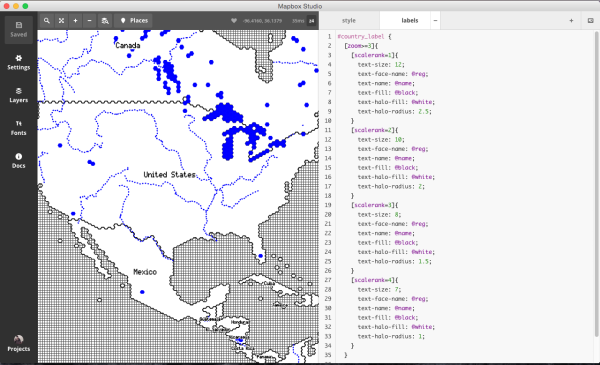 Mapbox Studio
Saved
Places
-96.4160, 38.1379
25ms
z4
style
labels
Settings
Layers
Fonts
Docs
Projects
Canada
United States
Mexico
Cuba
Guatemala
Honduras
Costa Rica
Panama
1 #country_label {
2 [zoom>=3]{
3 [scalerank=1]{
4 text-size: 12;
5 text-face-name: @reg;
6 text-name: @name;
7 text-fill: @black;
8 text-halo-fill: @white;
9 text-halo-radius: 2.5;
10 }
11 [scalerank=2]{
12 text-size: 10;
13 text-face-name: @reg;
14 text-name: @name;
15 text-fill: @black;
16 text-halo-fill: @white;
17 text-halo-radius: 2;
18 }
19 [scalerank=3]{
20 text-size: 8;
21 text-face-name: @reg;
22 text-name: @name;
23 text-fill: @black;
24 text-halo-fill: @white;
25 text-halo-radius: 1.5;
26 }
27 [scalerank=4]{
28 text-size: 7;
29 text-face-name: @reg;
30 text-name: @name;
31 text-fill: @black;
32 text-halo-fill: @white;
33 text-halo-radius: 1;
34 }
35 }